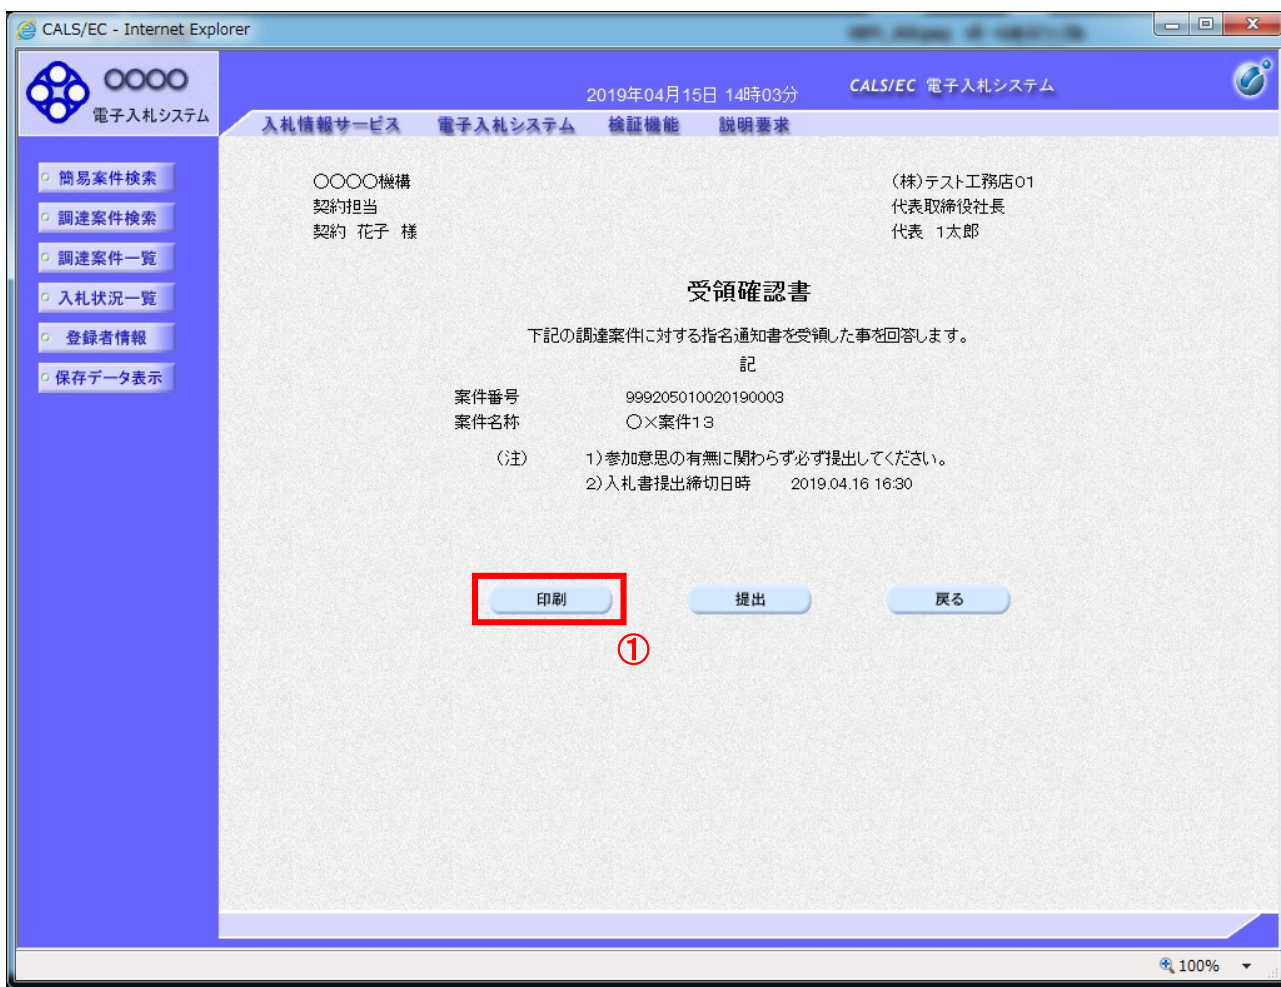 CALS/EC - Internet Explorer
○○○○
電子入札システム
2019年04月15日 14時03分
CALS/EC 電子入札システム
入札情報サービス 電子入札システム 検証機能 説明要求
簡易案件検索
調達案件検索
調達案件一覧
入札状況一覧
登録者情報
保存データ表示
○○○○機構
契約担当
契約 花子 様
(株)テスト工務店01
代表取締役社長
代表 1太郎
受領確認書
下記の調達案件に対する指名通知書を受領した事を回答します。
記
案件番号 999205010020190003
案件名称 ○×案件13
(注) 1)参加意思の有無に関わらず必ず提出してください。
2)入札書提出締切日時 2019.04.16 16:30
印刷 提出 戻る
①
100%